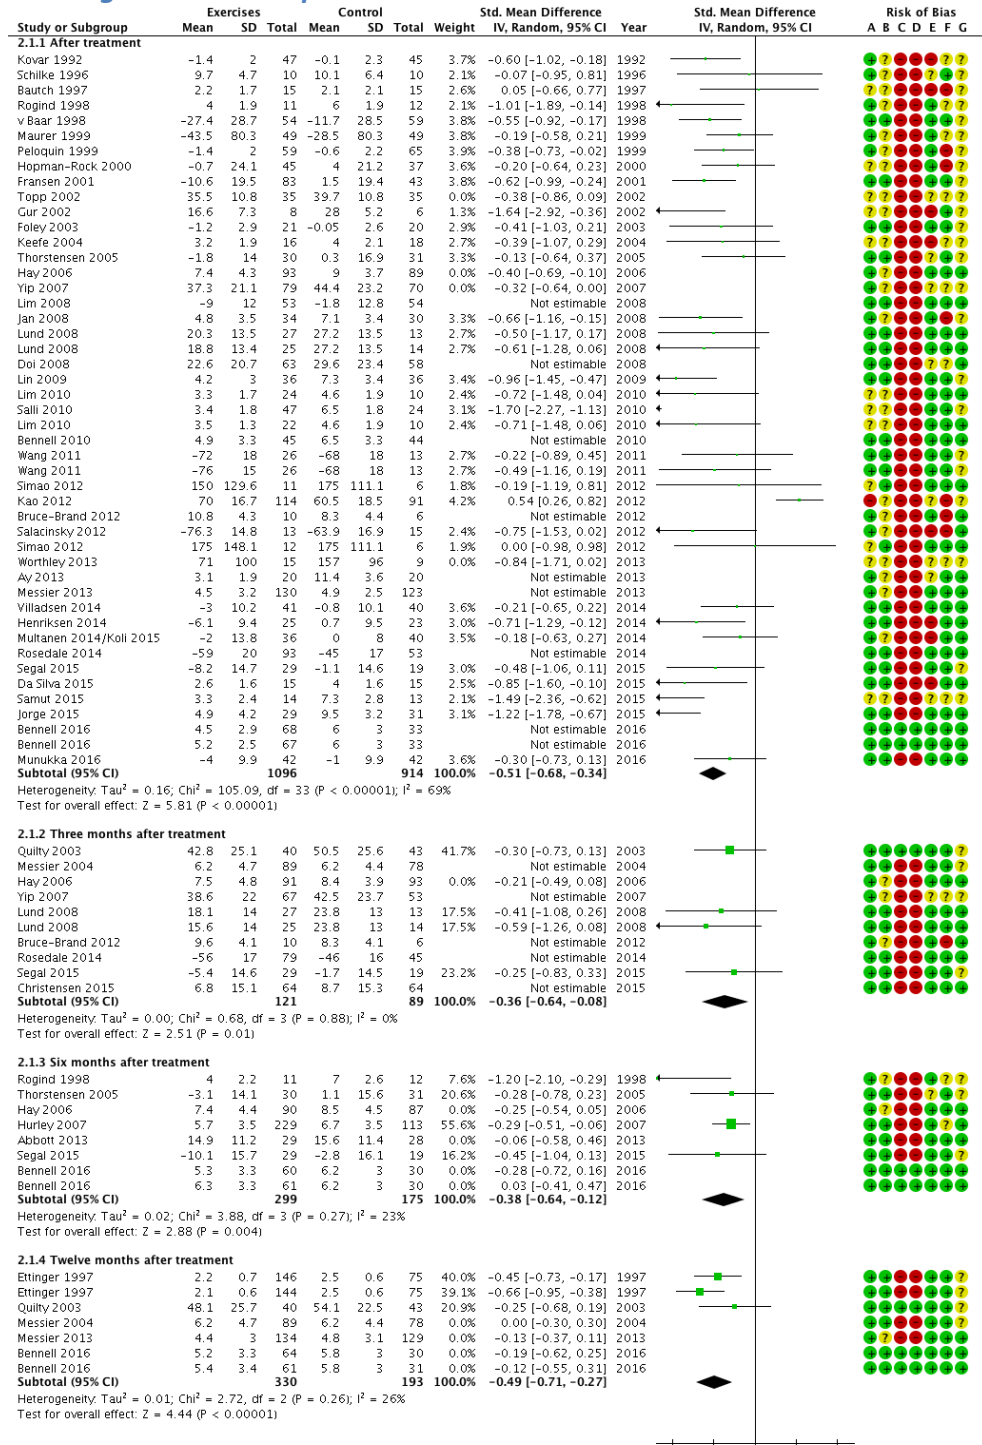 Exercises Control Std. Mean Difference Std. Mean Difference Risk of Bias
Study or Subgroup Mean SD Total Mean SD Total Weight IV, Random, 95% CI Year IV, Random, 95% CI A B C D E F G
2.1.1 After treatment
Kovar 1992 −1.4 2 47 −0.1 2.3 45 3.7% −0.60 [−1.02, −0.18] 1992
Schilke 1996 9.7 4.7 10 10.1 6.4 10 2.0% −0.07 [−0.95, 0.81] 1996
Bautch 1997 2.2 1.7 15 2.1 2.1 15 2.6% 0.05 [−0.66, 0.77] 1997
Rogind 1998 4 1.9 11 6 1.9 12 2.1% −1.01 [−1.89, −0.14] 1998
v Baar 1998 −27.4 28.7 54 −11.7 28.5 59 3.8% −0.55 [−0.92, −0.17] 1998
Maurer 1999 −43.5 80.3 49 −28.5 80.3 49 3.8% −0.19 [−0.58, 0.21] 1999
Peloquin 1999 −1.4 2 59 −0.6 2.2 65 3.9% −0.38 [−0.73, −0.02] 1999
Hopman−Rock 2000 −0.7 24.1 45 4 21.2 37 3.6% −0.20 [−0.64, 0.23] 2000
Fransen 2001 −10.6 19.5 83 1.5 19.4 43 3.8% −0.62 [−0.99, −0.24] 2001
Topp 2002 35.5 10.8 35 39.7 10.8 35 0.0% −0.38 [−0.86, 0.09] 2002
Gur 2002 16.6 7.3 8 28 5.2 6 1.3% −1.64 [−2.92, −0.36] 2002
Foley 2003 −1.2 2.9 21 −0.05 2.6 20 2.9% −0.41 [−1.03, 0.21] 2003
Keefe 2004 3.2 1.9 16 4 2.1 18 2.7% −0.39 [−1.07, 0.29] 2004
Thorstensen 2005 −1.8 14 30 0.3 16.9 31 3.3% −0.13 [−0.64, 0.37] 2005
Hay 2006 7.4 4.3 93 9 3.7 89 0.0% −0.40 [−0.69, −0.10] 2006
Yip 2007 37.3 21.1 79 44.4 23.2 70 0.0% −0.32 [−0.64, 0.00] 2007
Lim 2008 −9 12 53 −1.8 12.8 54 Not estimable 2008
Jan 2008 4.8 3.5 34 7.1 3.4 30 3.3% −0.66 [−1.16, −0.15] 2008
Lund 2008 20.3 13.5 27 27.2 13.5 13 2.7% −0.50 [−1.17, 0.17] 2008
Lund 2008 18.8 13.4 25 27.2 13.5 14 2.7% −0.61 [−1.28, 0.06] 2008
Doi 2008 22.6 20.7 63 29.6 23.4 58 Not estimable 2008
Lin 2009 4.2 3 36 7.3 3.4 36 3.4% −0.96 [−1.45, −0.47] 2009
Lim 2010 3.3 1.7 24 4.6 1.9 10 2.4% −0.72 [−1.48, 0.04] 2010
Salli 2010 3.4 1.8 47 6.5 1.8 24 3.1% −1.70 [−2.27, −1.13] 2010
Lim 2010 3.5 1.3 22 4.6 1.9 10 2.4% −0.71 [−1.48, 0.06] 2010
Bennell 2010 4.9 3.3 45 6.5 3.3 44 Not estimable 2010
Wang 2011 −72 18 26 −68 18 13 2.7% −0.22 [−0.89, 0.45] 2011
Wang 2011 −76 15 26 −68 18 13 2.7% −0.49 [−1.16, 0.19] 2011
Simao 2012 150 129.6 11 175 111.1 6 1.8% −0.19 [−1.19, 0.81] 2012
Kao 2012 70 16.7 114 60.5 18.5 91 4.2% 0.54 [0.26, 0.82] 2012
Bruce−Brand 2012 10.8 4.3 10 8.3 4.4 6 Not estimable 2012
Salacinsky 2012 −76.3 14.8 13 −63.9 16.9 15 2.4% −0.75 [−1.53, 0.02] 2012
Simao 2012 175 148.1 12 175 111.1 6 1.9% 0.00 [−0.98, 0.98] 2012
Worthley 2013 71 100 15 157 96 9 0.0% −0.84 [−1.71, 0.02] 2013
Ay 2013 3.1 1.9 20 11.4 3.6 20 Not estimable 2013
Messier 2013 4.5 3.2 130 4.9 2.5 123 Not estimable 2013
Villadsen 2014 −3 10.2 41 −0.8 10.1 40 3.6% −0.21 [−0.65, 0.22] 2014
Henriksen 2014 −6.1 9.4 25 0.7 9.5 23 3.0% −0.71 [−1.29, −0.12] 2014
Multanen 2014/Koli 2015 −2 13.8 36 0 8 40 3.5% −0.18 [−0.63, 0.27] 2014
Rosedale 2014 −59 20 93 −45 17 53 Not estimable 2014
Segal 2015 −8.2 14.7 29 −1.1 14.6 19 3.0% −0.48 [−1.06, 0.11] 2015
Da Silva 2015 2.6 1.6 15 4 1.6 15 2.5% −0.85 [−1.60, −0.10] 2015
Samut 2015 3.3 2.4 14 7.3 2.8 13 2.1% −1.49 [−2.36, −0.62] 2015
Jorge 2015 4.9 4.2 29 9.5 3.2 31 3.1% −1.22 [−1.78, −0.67] 2015
Bennell 2016 4.5 2.9 68 6 3 33 Not estimable 2016
Bennell 2016 5.2 2.5 67 6 3 33 Not estimable 2016
Munukka 2016 −4 9.9 42 −1 9.9 42 3.6% −0.30 [−0.73, 0.13] 2016
Subtotal (95% CI) 1096 914 100.0% −0.51 [−0.68, −0.34]
Heterogeneity: Tau² = 0.16; Chi² = 105.09, df = 33 (P < 0.00001); I² = 69%
Test for overall effect: Z = 5.81 (P < 0.00001)
2.1.2 Three months after treatment
Quilty 2003 42.8 25.1 40 50.5 25.6 43 41.7% −0.30 [−0.73, 0.13] 2003
Messier 2004 6.2 4.7 89 6.2 4.4 78 Not estimable 2004
Hay 2006 7.5 4.8 91 8.4 3.9 93 0.0% −0.21 [−0.49, 0.08] 2006
Yip 2007 38.6 22 67 42.5 23.7 53 Not estimable 2007
Lund 2008 18.1 14 27 23.8 13 13 17.5% −0.41 [−1.08, 0.26] 2008
Lund 2008 15.6 14 25 23.8 13 14 17.5% −0.59 [−1.26, 0.08] 2008
Bruce−Brand 2012 9.6 4.1 10 8.3 4.1 6 Not estimable 2012
Rosedale 2014 −56 17 79 −46 16 45 Not estimable 2014
Segal 2015 −5.4 14.6 29 −1.7 14.5 19 23.2% −0.25 [−0.83, 0.33] 2015
Christensen 2015 6.8 15.1 64 8.7 15.3 64 Not estimable 2015
Subtotal (95% CI) 121 89 100.0% −0.36 [−0.64, −0.08]
Heterogeneity: Tau² = 0.00; Chi² = 0.68, df = 3 (P = 0.88); I² = 0%
Test for overall effect: Z = 2.51 (P = 0.01)
2.1.3 Six months after treatment
Rogind 1998 4 2.2 11 7 2.6 12 7.6% −1.20 [−2.10, −0.29] 1998
Thorstensen 2005 −3.1 14.1 30 1.1 15.6 31 0.0% −0.28 [−0.78, 0.23] 2005
Hay 2006 7.4 4.4 90 8.5 4.5 87 0.0% −0.25 [−0.54, 0.05] 2006
Hurley 2007 5.7 3.5 229 6.7 3.5 113 55.6% −0.29 [−0.51, −0.06] 2007
Abbott 2013 14.9 11.2 29 15.6 11.4 28 0.0% −0.06 [−0.58, 0.46] 2013
Segal 2015 −10.1 15.7 29 −2.8 16.1 19 16.2% −0.45 [−1.04, 0.13] 2015
Bennell 2016 5.3 3.3 60 6.2 3 30 0.0% −0.28 [−0.72, 0.16] 2016
Bennell 2016 6.3 3.3 61 6.2 3 30 0.0% 0.03 [−0.41, 0.47] 2016
Subtotal (95% CI) 299 175 100.0% −0.38 [−0.64, −0.12]
Heterogeneity: Tau² = 0.02; Chi² = 3.88, df = 3 (P = 0.27); I² = 23%
Test for overall effect: Z = 2.88 (P = 0.004)
2.1.4 Twelve months after treatment
Ettinger 1997 2.2 0.7 146 2.5 0.6 75 40.0% −0.45 [−0.73, −0.17] 1997
Ettinger 1997 2.1 0.6 144 2.5 0.6 75 39.1% −0.66 [−0.95, −0.38] 1997
Quilty 2003 48.1 25.7 40 54.1 22.5 43 20.9% −0.25 [−0.68, 0.19] 2003
Messier 2004 6.2 4.7 89 6.2 4.4 78 0.0% 0.00 [−0.30, 0.30] 2004
Messier 2013 4.4 3 134 4.8 3.1 129 0.0% −0.13 [−0.37, 0.11] 2013
Bennell 2016 5.2 3.3 64 5.8 3 30 0.0% −0.19 [−0.62, 0.25] 2016
Bennell 2016 5.4 3.4 61 5.8 3 31 0.0% −0.12 [−0.55, 0.31] 2016
Subtotal (95% CI) 330 193 100.0% −0.49 [−0.71, −0.27]
Heterogeneity: Tau² = 0.01; Chi² = 2.72, df = 2 (P = 0.26); I² = 26%
Test for overall effect: Z = 4.44 (P < 0.00001)